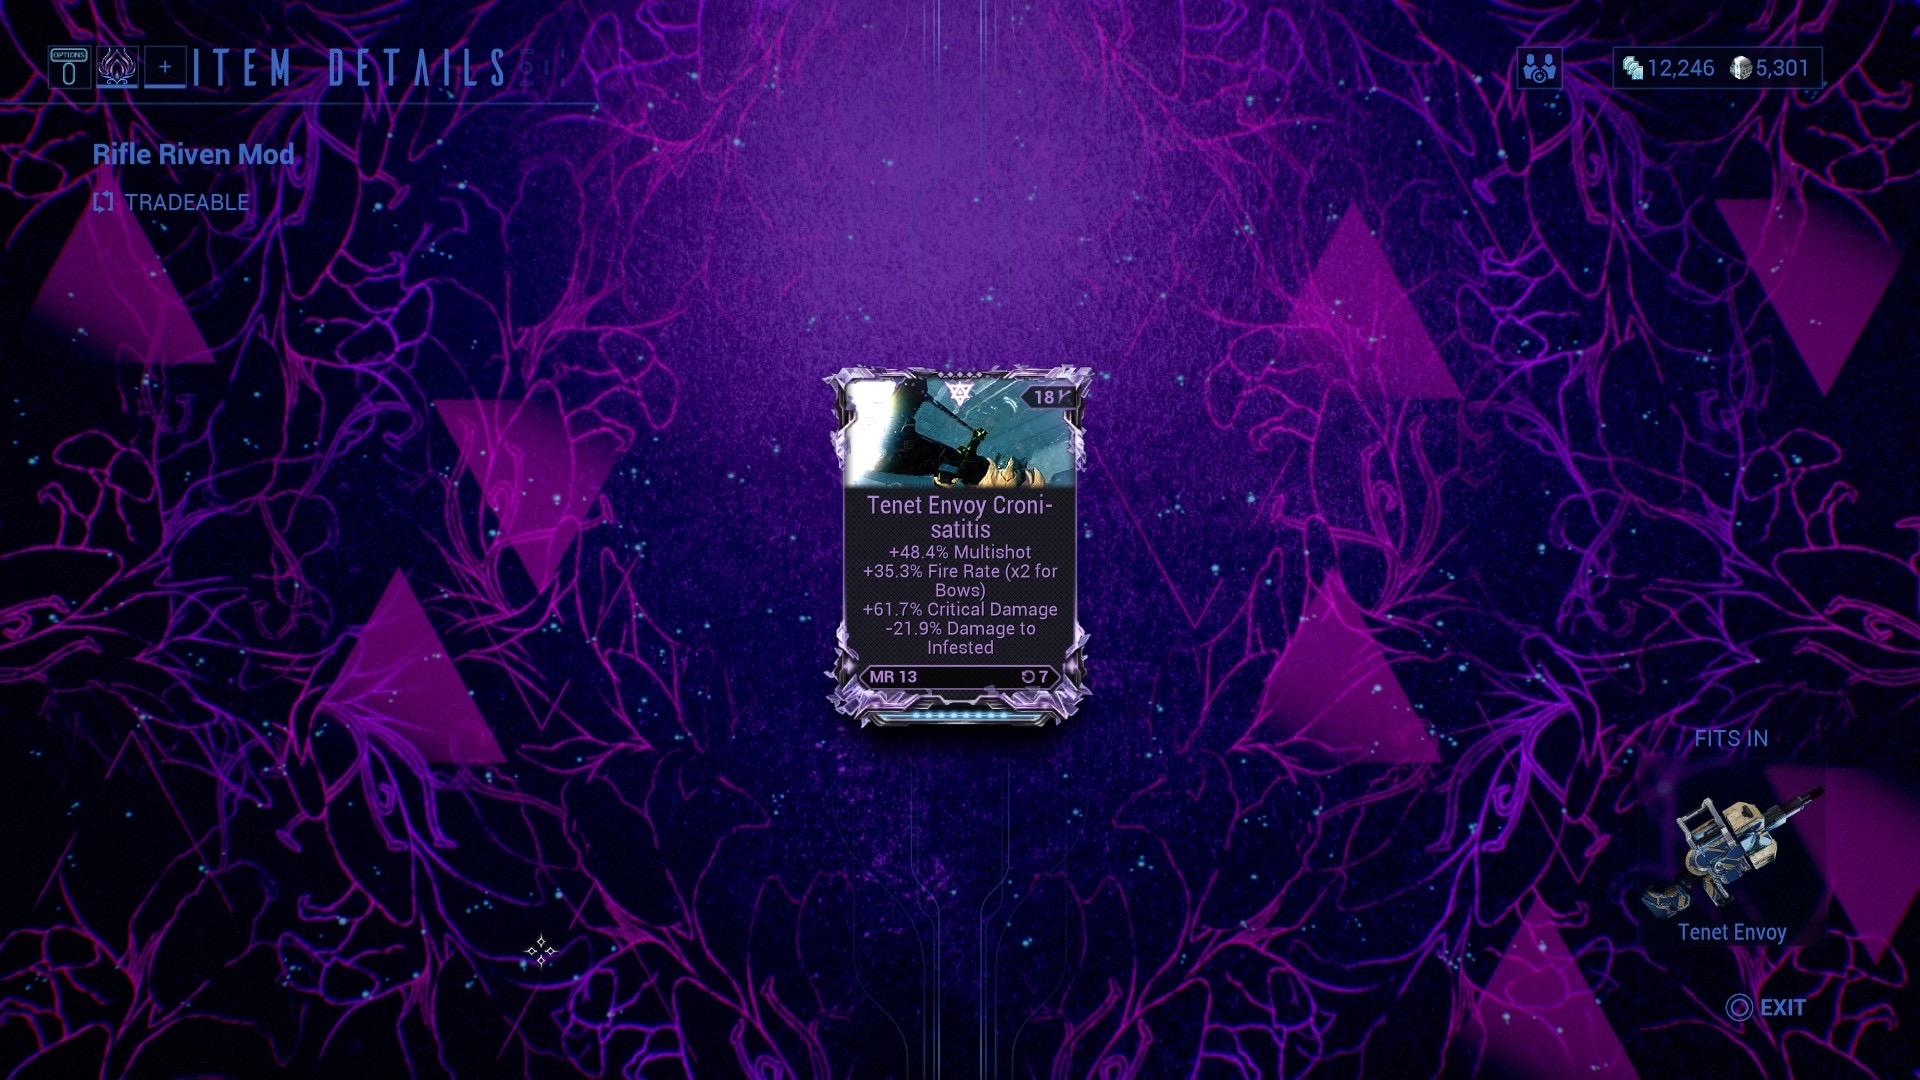 OPTIONS
ITEM DETAILS
12,246 5,301
Rifle Riven Mod
TRADEABLE
18
Tenet Envoy Croni-
satitis
+48.4% Multishot
+35.3% Fire Rate (x2 for
Bows)
+61.7% Critical Damage
-21.9% Damage to
Infested
MR 13 7
FITS IN
Tenet Envoy
EXIT